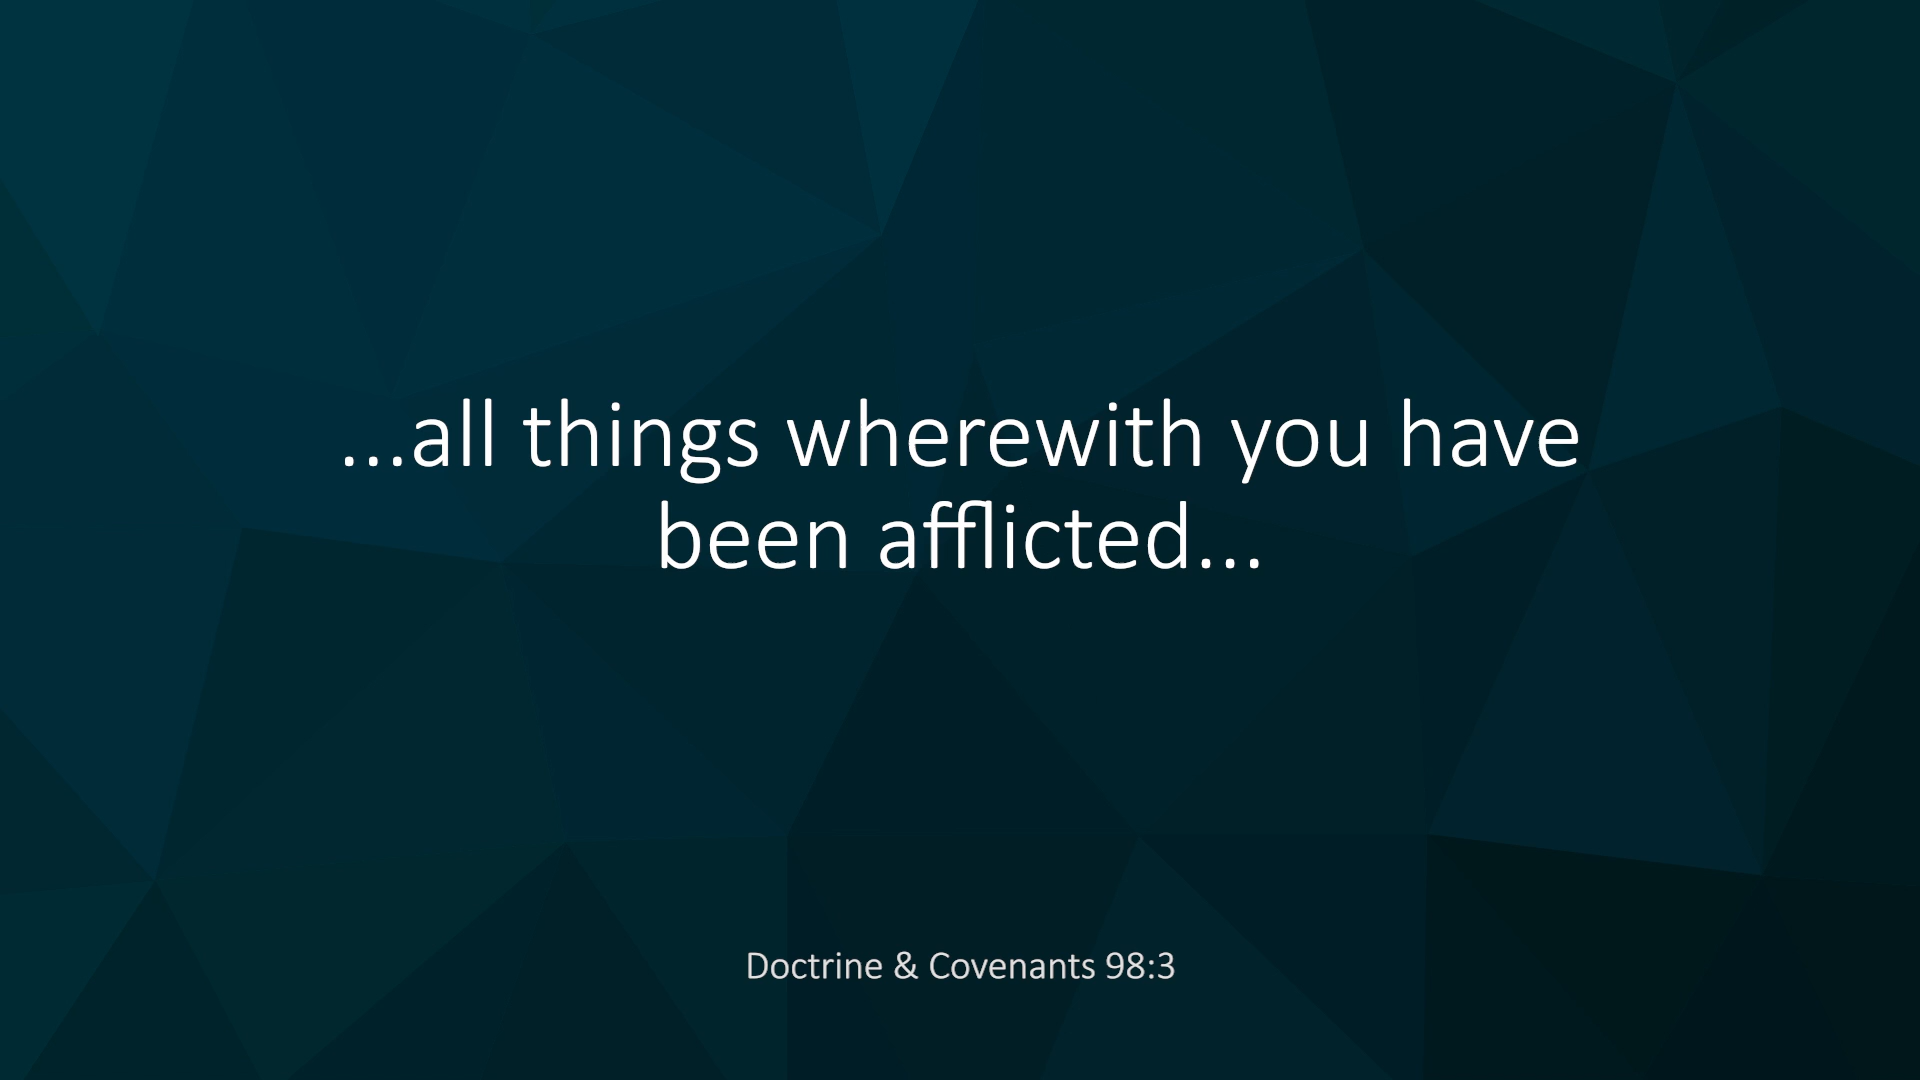 ...all things wherewith you have
been afflicted...
Doctrine & Covenants 98:3